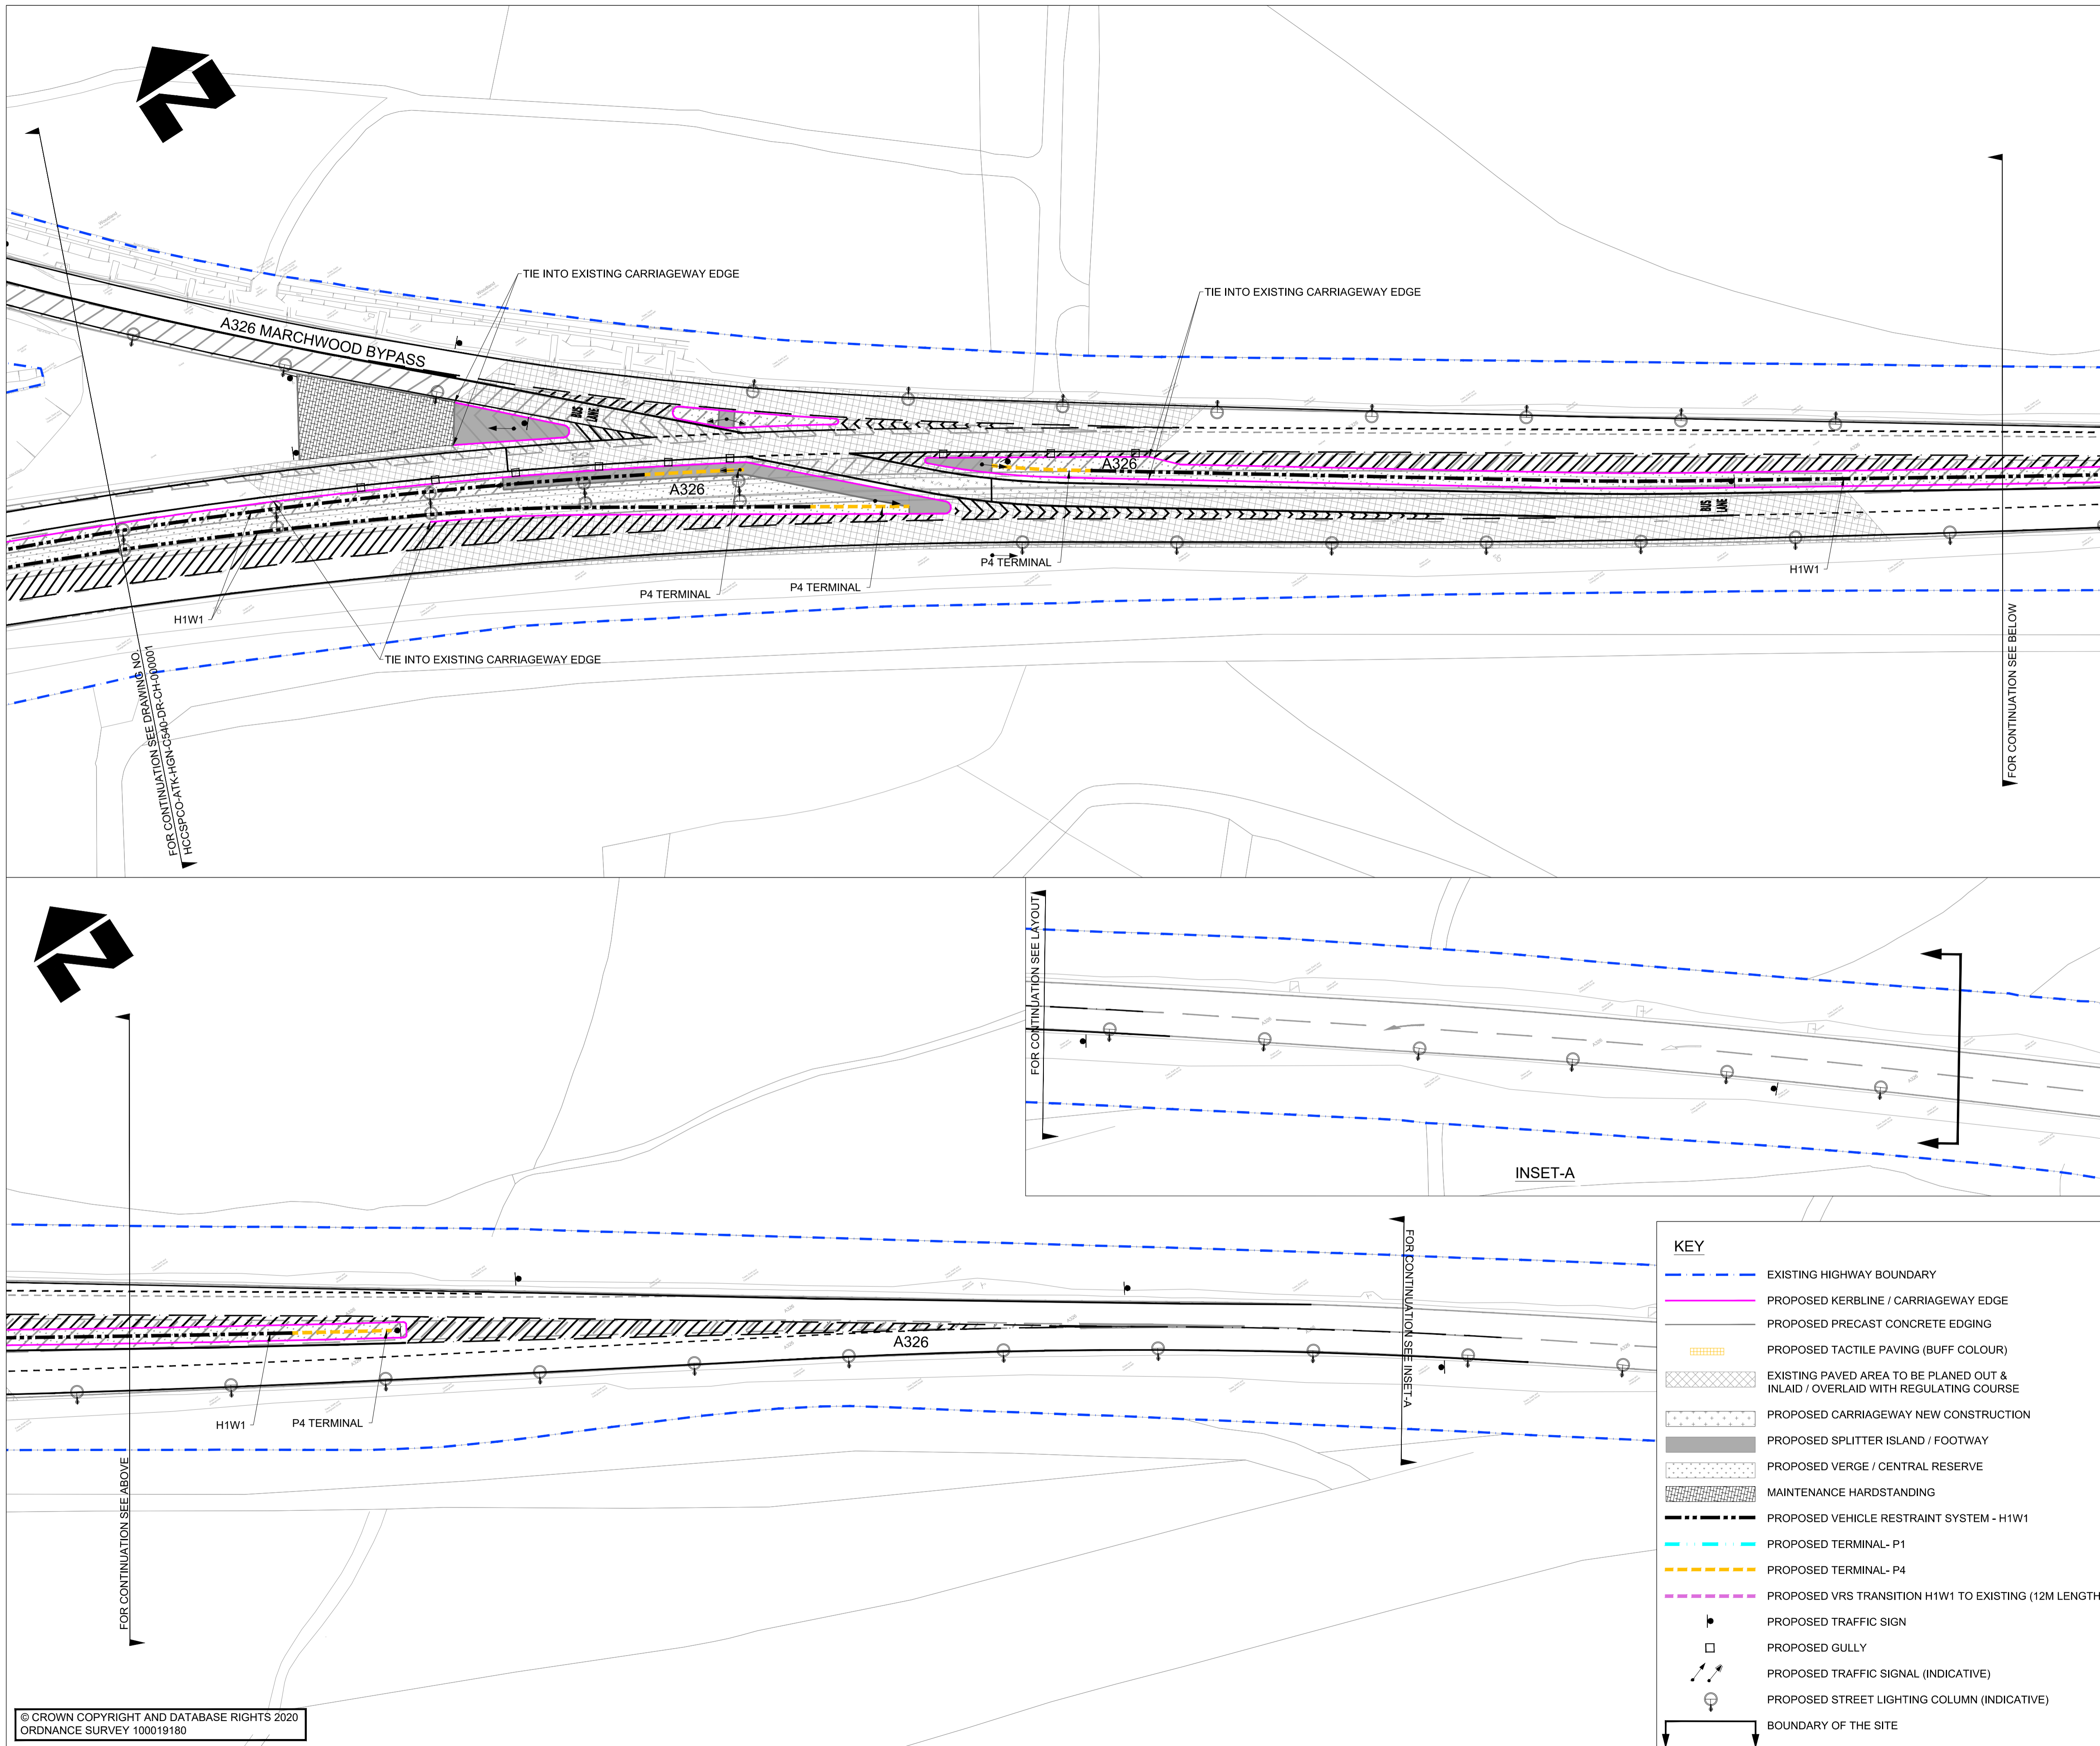 TIE INTO EXISTING CARRIAGEWAY EDGE
TIE INTO EXISTING CARRIAGEWAY EDGE
A326 MARCHWOOD BYPASS
BUS
LANE
A326
A326
BUS
LANE
P4 TERMINAL
P4 TERMINAL
P4 TERMINAL
H1W1
H1W1
TIE INTO EXISTING CARRIAGEWAY EDGE
FOR CONTINUATION SEE DRAWING NO.
HCCSPCO-ATK-HGN-C540-DR-CH-000001
FOR CONTINUATION SEE BELOW
FOR CONTINUATION SEE LAYOUT
INSET-A
A326
H1W1
P4 TERMINAL
FOR CONTINUATION SEE ABOVE
FOR CONTINUATION SEE INSET-A
KEY
EXISTING HIGHWAY BOUNDARY
PROPOSED KERBLINE / CARRIAGEWAY EDGE
PROPOSED PRECAST CONCRETE EDGING
PROPOSED TACTILE PAVING (BUFF COLOUR)
EXISTING PAVED AREA TO BE PLANED OUT &
INLAID / OVERLAID WITH REGULATING COURSE
PROPOSED CARRIAGEWAY NEW CONSTRUCTION
PROPOSED SPLITTER ISLAND / FOOTWAY
PROPOSED VERGE / CENTRAL RESERVE
MAINTENANCE HARDSTANDING
PROPOSED VEHICLE RESTRAINT SYSTEM - H1W1
PROPOSED TERMINAL- P1
PROPOSED TERMINAL- P4
PROPOSED VRS TRANSITION H1W1 TO EXISTING (12M LENGTH
PROPOSED TRAFFIC SIGN
PROPOSED GULLY
PROPOSED TRAFFIC SIGNAL (INDICATIVE)
PROPOSED STREET LIGHTING COLUMN (INDICATIVE)
BOUNDARY OF THE SITE
© CROWN COPYRIGHT AND DATABASE RIGHTS 2020
ORDNANCE SURVEY 100019180